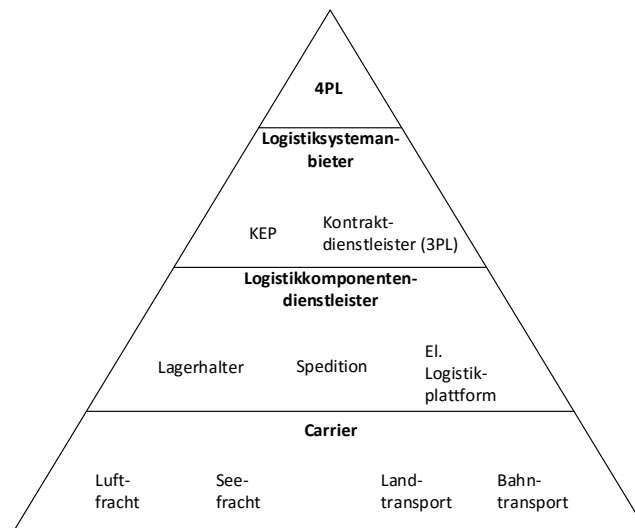 4PL
Logistiksysteman-
bieter
KEP
Kontrakt-
dienstleister (3PL)
Logistikkomponenten-
dienstleister
Lagerhalter
Spedition
El.
Logistik-
plattform
Carrier
Luft-
fracht
See-
fracht
Land-
transport
Bahn-
transport